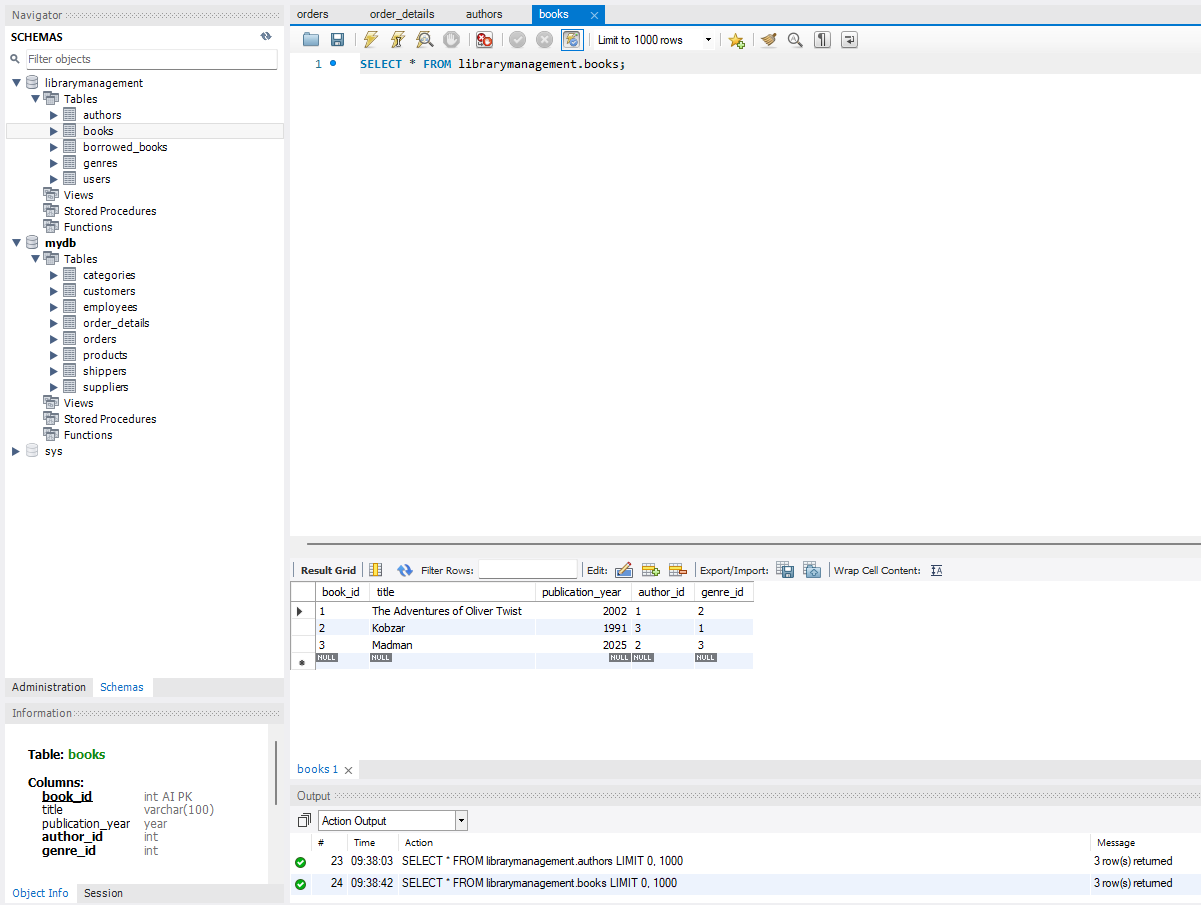 Navigator
SCHEMAS
Filter objects
librarymanagement
Tables
authors
books
borrowed_books
genres
users
Views
Stored Procedures
Functions
mydb
Tables
categories
customers
employees
order_details
orders
products
shippers
suppliers
Views
Stored Procedures
Functions
sys
Administration Schemas
Information
Table: books
Columns:
book_id int AI PK
title varchar(100)
publication_year year
author_id int
genre_id int
Object Info Session
orders order_details authors books
Limit to 1000 rows
1 SELECT * FROM librarymanagement.books;
Result Grid Filter Rows: Edit: Export/Import: Wrap Cell Content:
book_id title publication_year author_id genre_id
1 The Adventures of Oliver Twist 2002 1 2
2 Kobzar 1991 3 1
3 Madman 2025 2 3
NULL NULL NULL NULL NULL
books 1
Output
Action Output
# Time Action Message
23 09:38:03 SELECT * FROM librarymanagement.authors LIMIT 0, 1000 3 row(s) returned
24 09:38:42 SELECT * FROM librarymanagement.books LIMIT 0, 1000 3 row(s) returned